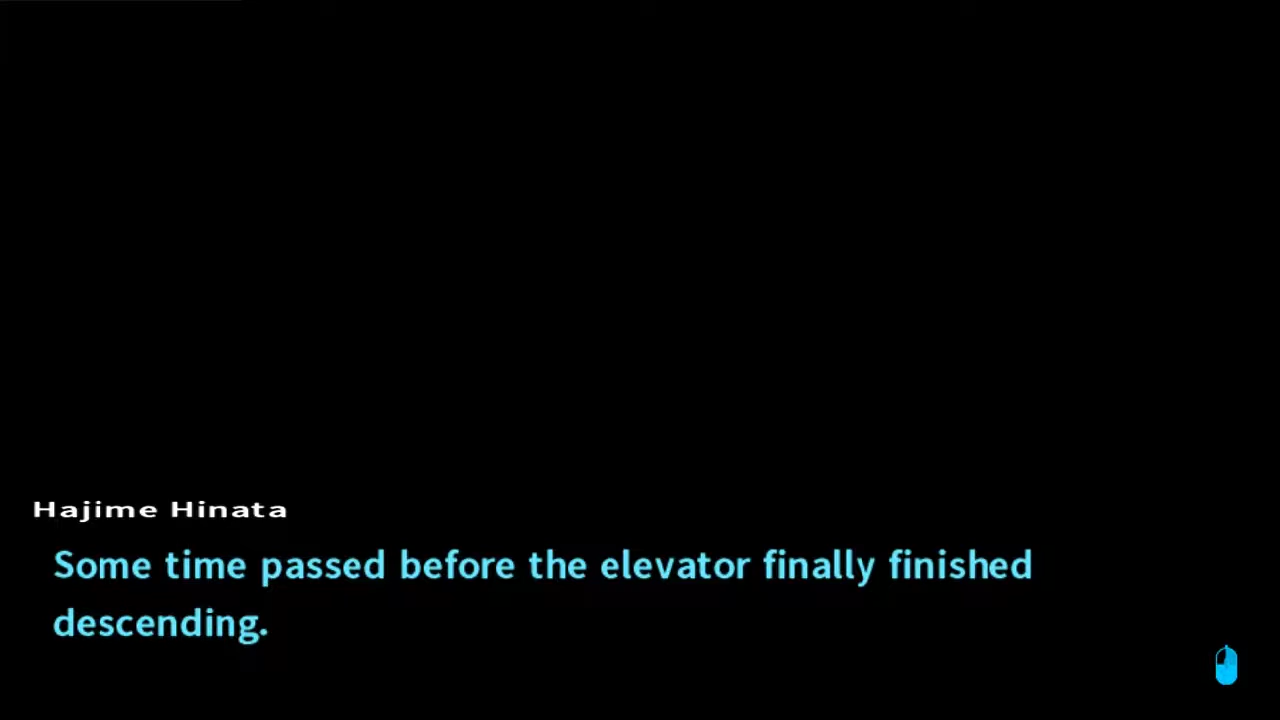 Hajime Hinata
Some time passed before the elevator finally finished
descending.